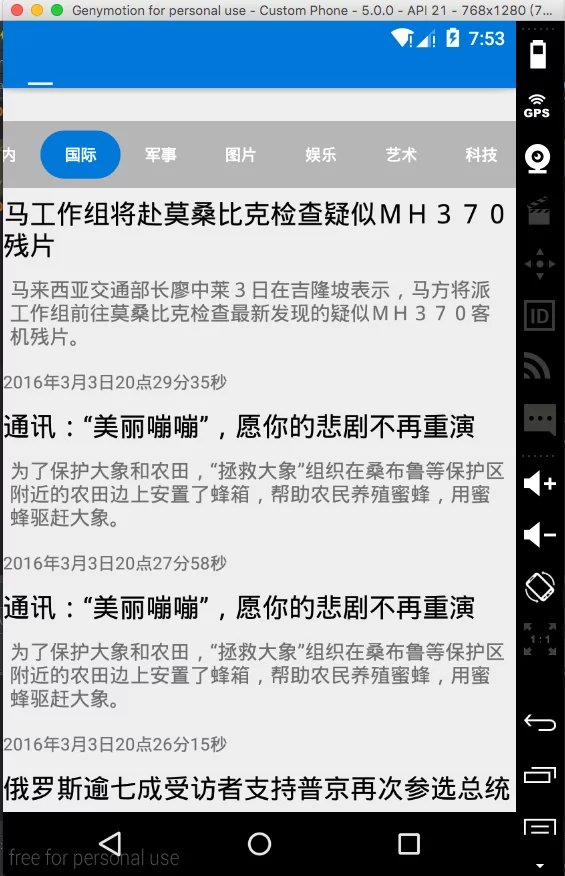 Genymotion for personal use - Custom Phone - 5.0.0 - API 21 - 768x1280 (7...
7:53
GPS
内 国际 军事 图片 娱乐 艺术 科技
马工作组将赴莫桑比克检查疑似ＭＨ３７０
残片
马来西亚交通部长廖中莱３日在吉隆坡表示，马方将派
工作组前往莫桑比克检查最新发现的疑似ＭＨ３７０客
机残片。
ID
2016年3月3日20点29分35秒
通讯：“美丽嘣嘣”，愿你的悲剧不再重演
为了保护大象和农田，“拯救大象”组织在桑布鲁等保护区
附近的农田边上安置了蜂箱，帮助农民养殖蜜蜂，用蜜
蜂驱赶大象。
2016年3月3日20点27分58秒
通讯：“美丽嘣嘣”，愿你的悲剧不再重演
1:1
为了保护大象和农田，“拯救大象”组织在桑布鲁等保护区
附近的农田边上安置了蜂箱，帮助农民养殖蜜蜂，用蜜
蜂驱赶大象。
2016年3月3日20点26分15秒
俄罗斯逾七成受访者支持普京再次参选总统
free for personal use